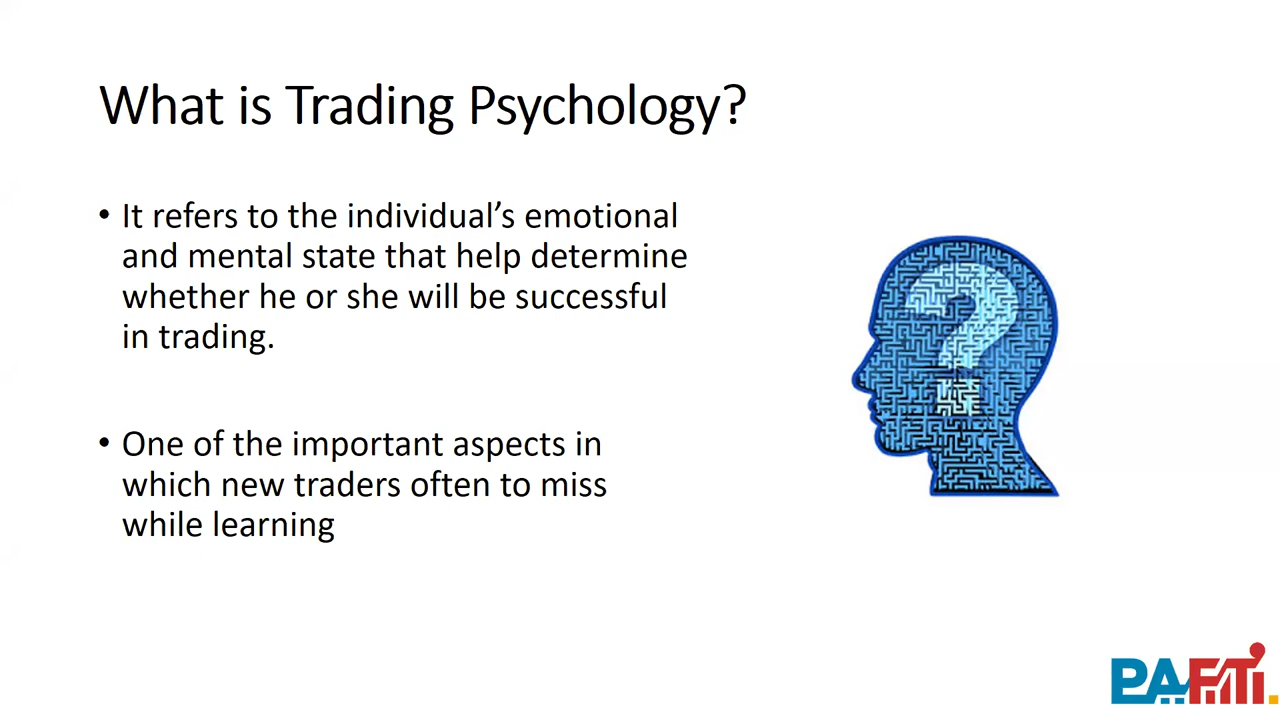 What is Trading Psychology?
• It refers to the individual’s emotional
and mental state that help determine
whether he or she will be successful
in trading.
• One of the important aspects in
which new traders often to miss
while learning
?
PAFTI.